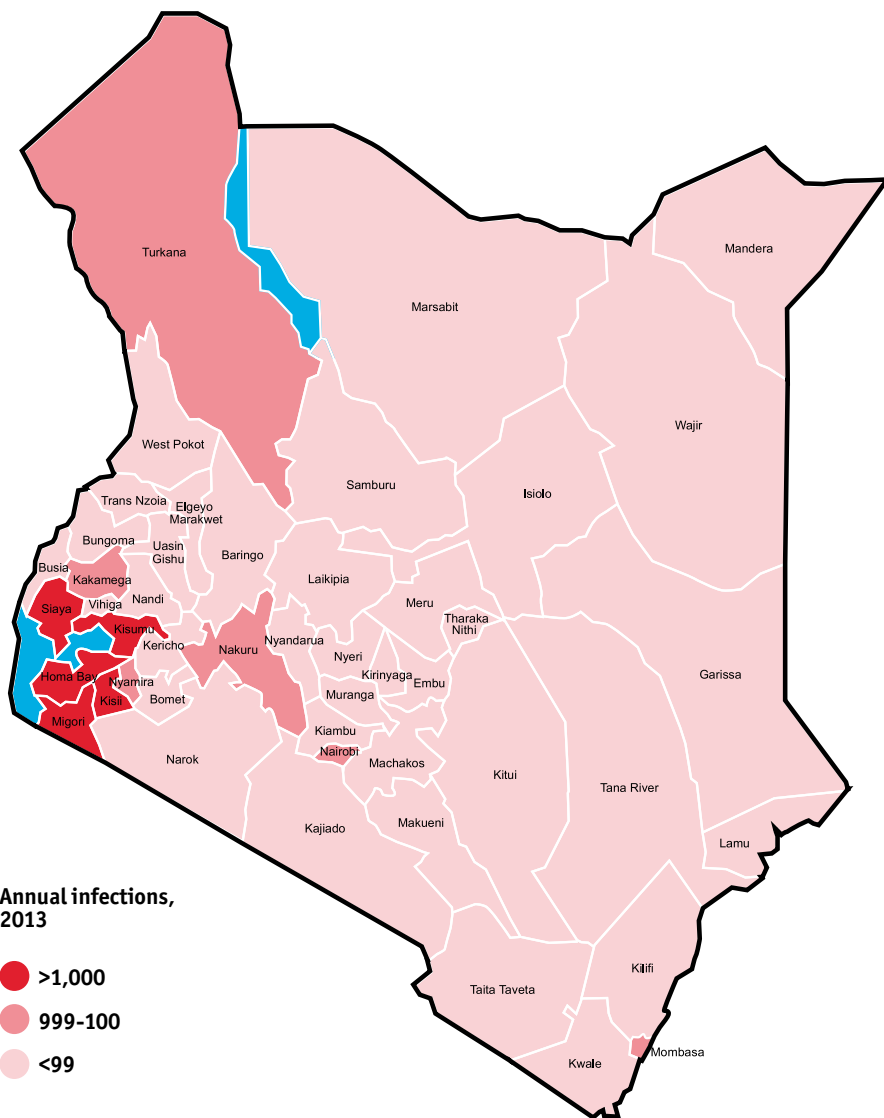 Turkana
Mandera
Marsabit
Wajir
West Pokot
Samburu
Isiolo
Trans Nzoia
Elgeyo
Marakwet
Bungoma
Uasin
Gishu
Baringo
Busia
Kakamega
Laikipia
Siaya
Vihiga
Nandi
Meru
Tharaka
Nithi
Kisumu
Kericho
Nakuru
Nyandarua
Nyeri
Garissa
Homa Bay
Nyamira
Kirinyaga
Embu
Kisii
Bomet
Muranga
Migori
Kiambu
Nairobi
Narok
Machakos
Kitui
Tana River
Kajiado
Makueni
Lamu
Annual infections,
2013
Kilifi
>1,000
Taita Taveta
999-100
Mombasa
<99
Kwale